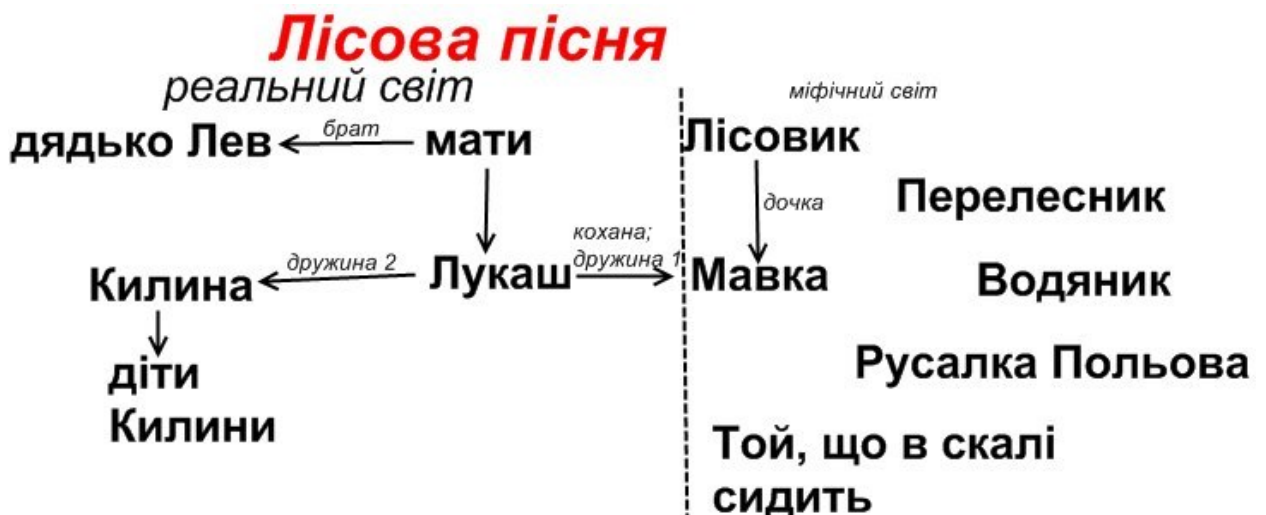 Лісова пісня
реальний світ
міфічний світ
дядько Лев
брат
мати
Лісовик
дочка
Перелесник
кохана;
дружина 1
дружина 2
Килина
Лукаш
Мавка
Водяник
діти
Килини
Русалка Польова
Той, що в скалі
сидить